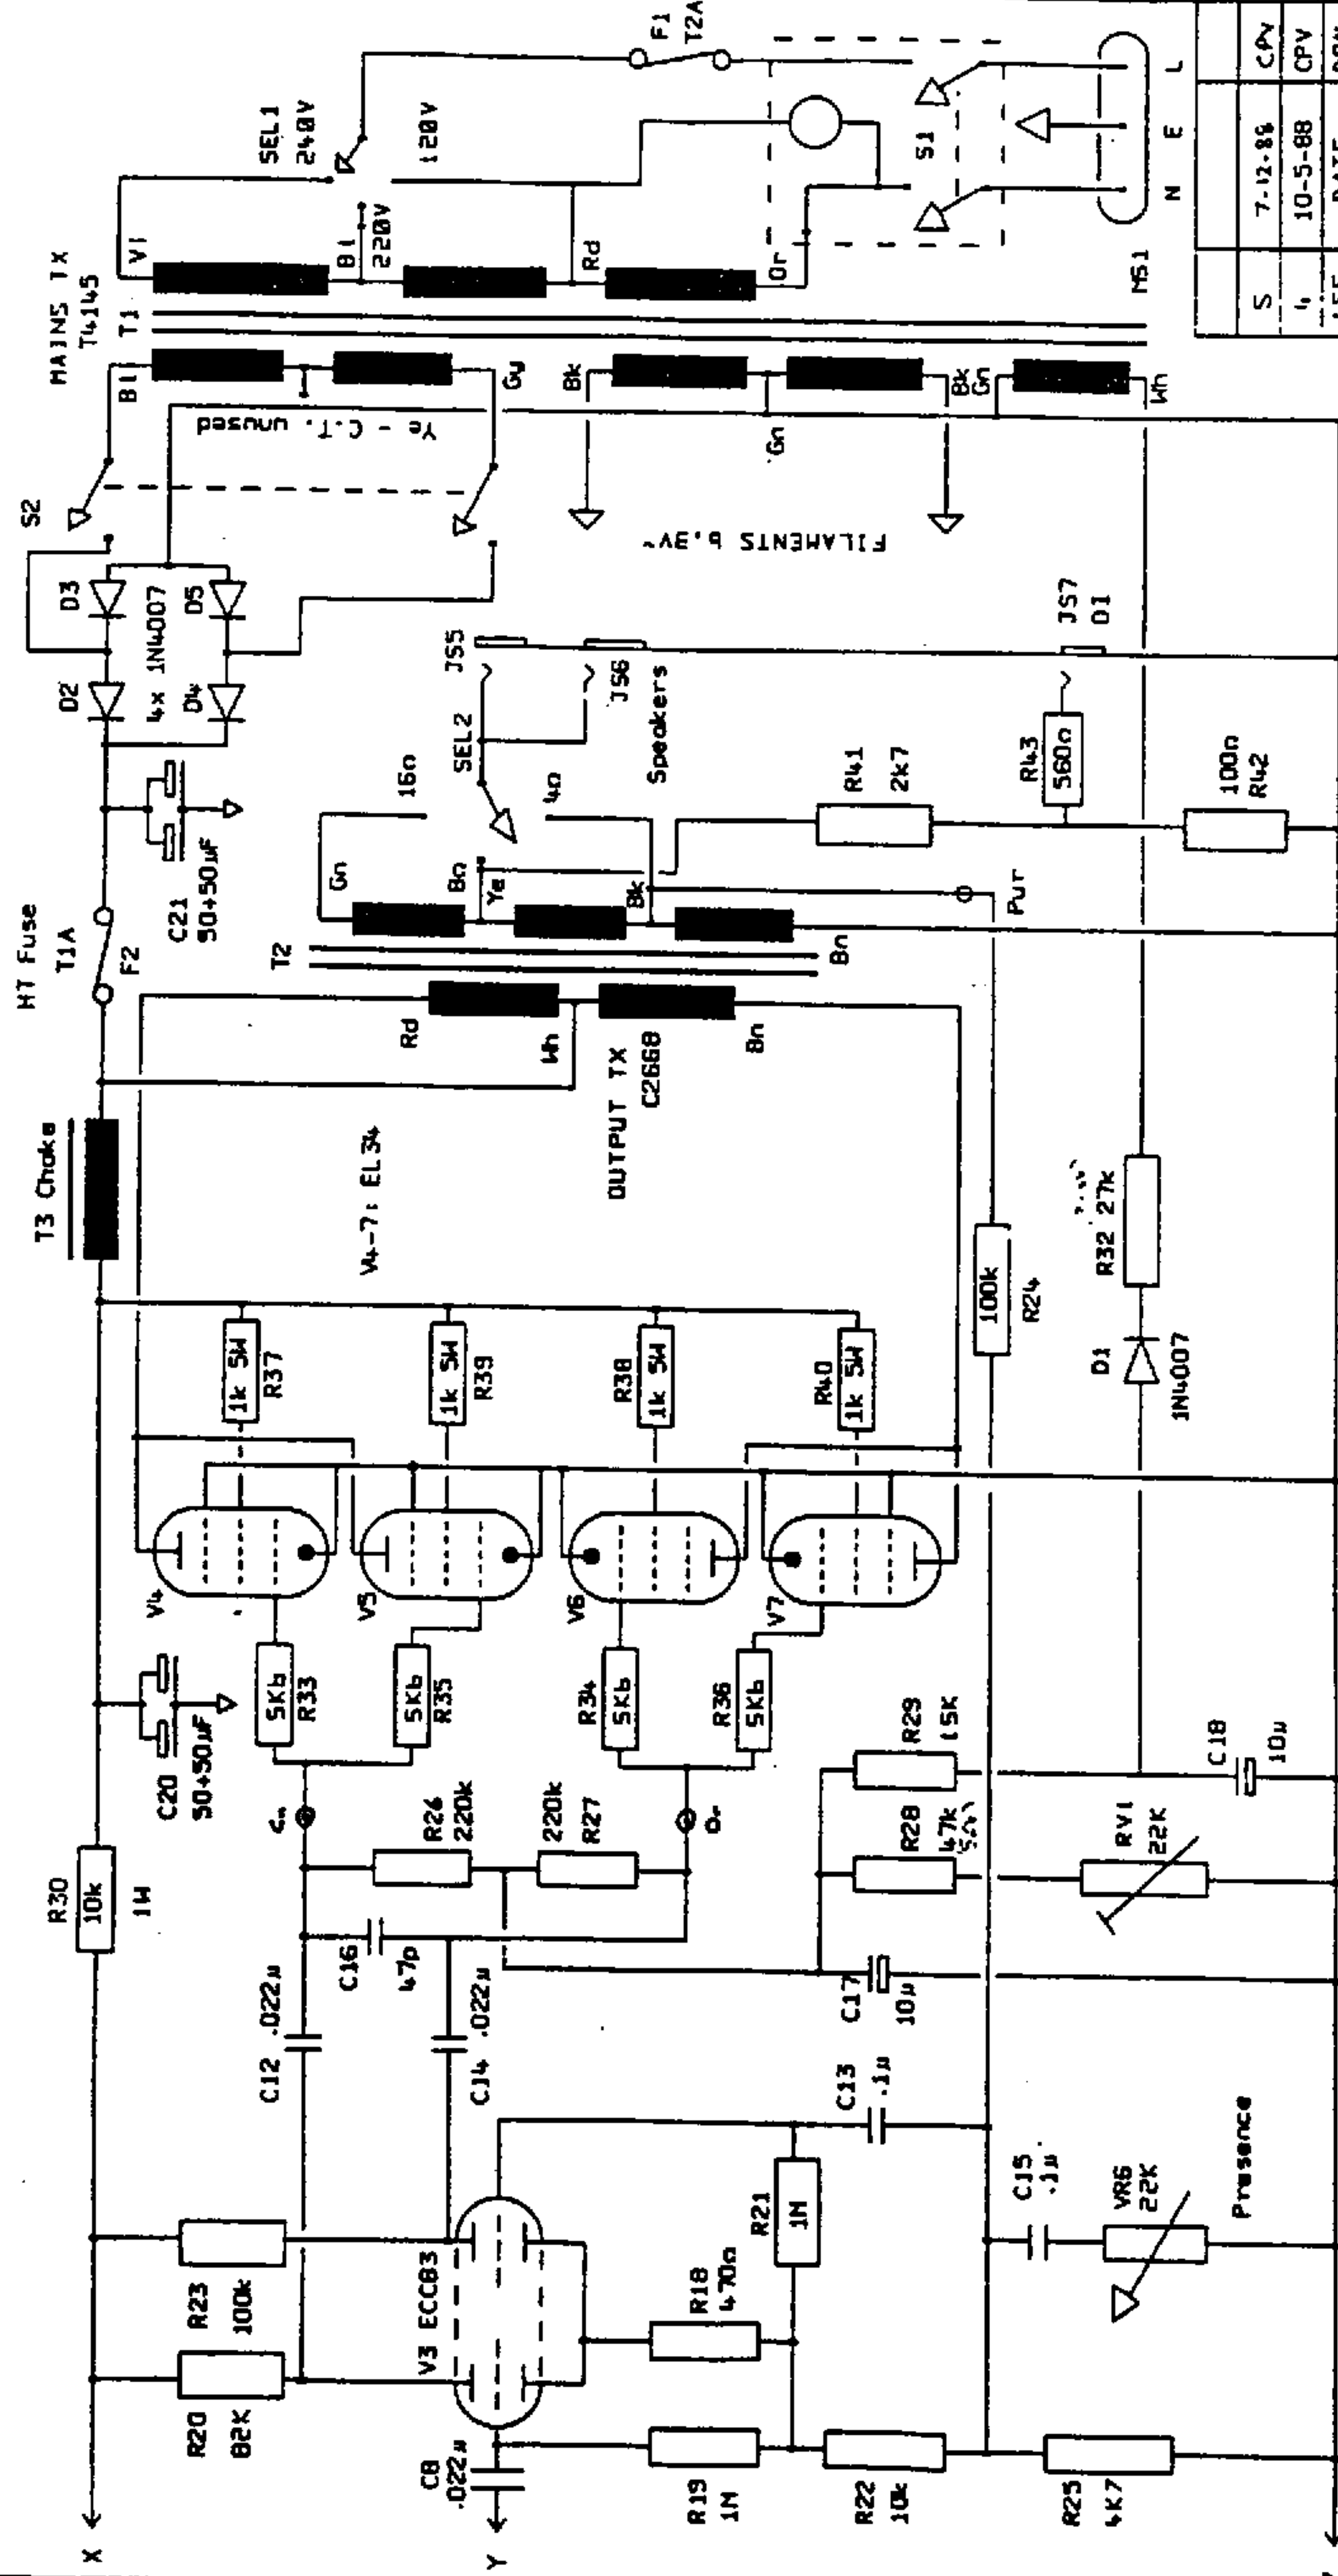 MAINS TX
T4145
T1
SEL1
240V
220V
120V
F1
T2A
Vl
Bl
Rd
Or
S1
N E L
MS1
S 7-12-88 CPV
4 10-5-88 CPV
Bl
Gy
Ye - C.T. unused
Bk
Gn
Bk
Gn
Wh
FILAMENTS 6.3V~
S2
D3
D5
4x 1N4007
D2
D4
HT Fuse
T1A
F2
C21
50+50µF
T2
Gn
Bn
Ye
Bk
Bn
16Ω
4Ω
SEL2
JS5
JS6
Speakers
R41
2k7
R43
560Ω
JS7
DI
100Ω
R42
Pur
Rd
Wh
Bn
OUTPUT TX
C2668
T3 Choke
V4-7: EL34
1k 5W
R37
1k 5W
R39
1k 5W
R38
1k 5W
R40
100k
R24
R32 27k
D1
1N4007
V4
V5
V6
V7
5K6
R33
5K6
R35
R34
5K6
R36
5K6
C20
50+50µF
R30
10k
1W
R26
220k
220k
R27
Or
R29
15K
R28
47k
C18
10µ
RV1
22K
C16
47p
C12 .022µ
C14 .022µ
C17
10µ
C13
.1µ
C15
.1µ
VR6
22K
Presence
R23
100k
R20
82K
V3 ECC83
R21
1M
R18
470Ω
C8
.022µ
R19
1M
R22
10k
R25
4K7
X
Y